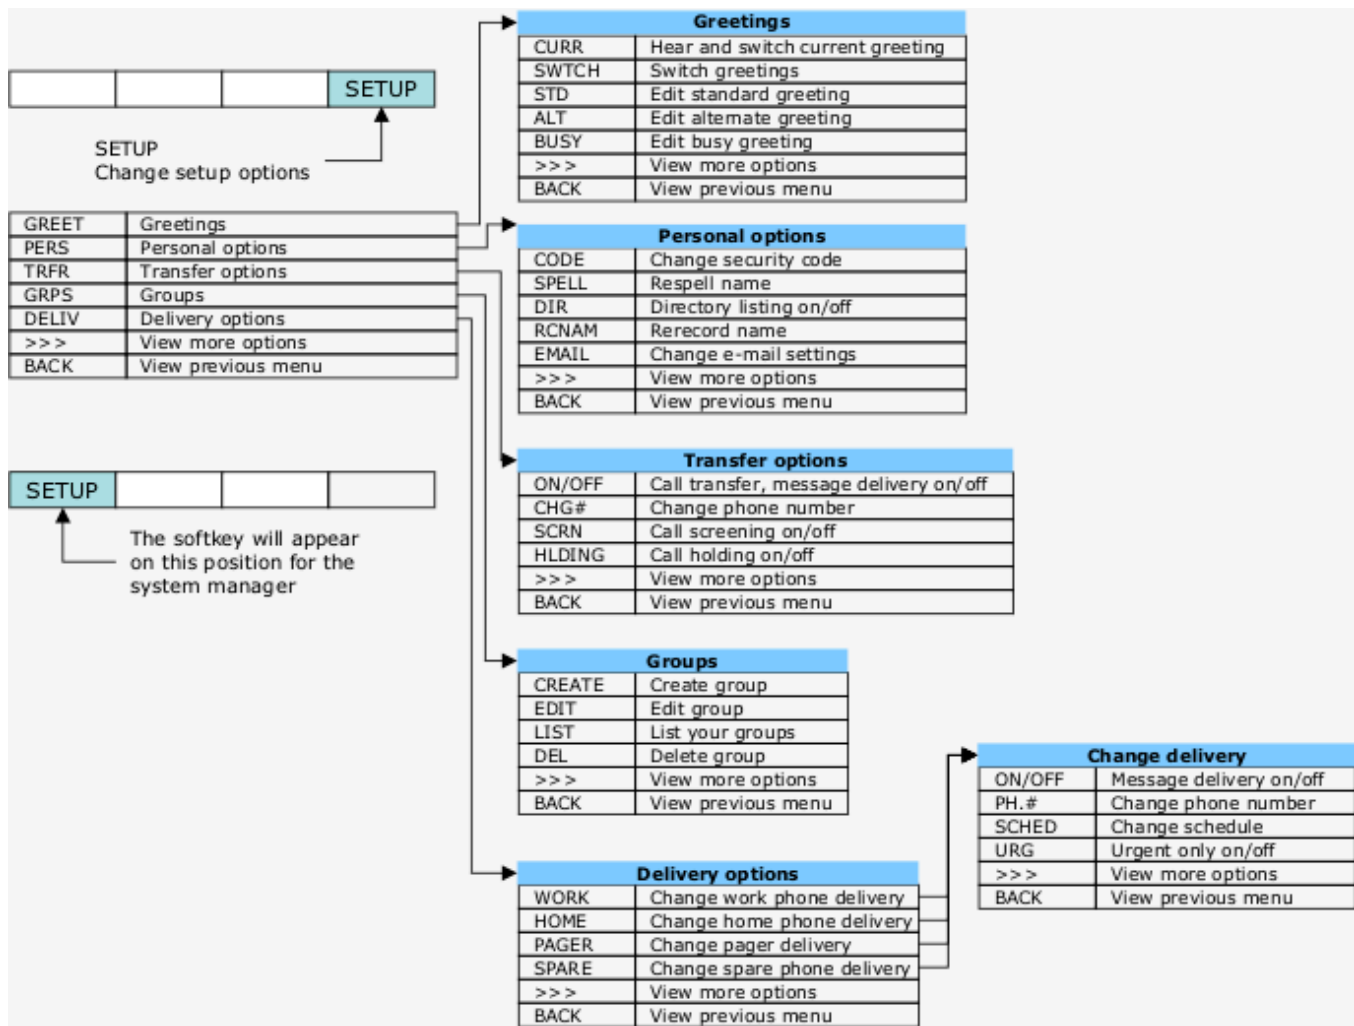 SETUP
SETUP
Change setup options
GREET Greetings
PERS Personal options
TRFR Transfer options
GRPS Groups
DELIV Delivery options
>>> View more options
BACK View previous menu
SETUP
The softkey will appear
on this position for the
system manager
Greetings
CURR Hear and switch current greeting
SWTCH Switch greetings
STD Edit standard greeting
ALT Edit alternate greeting
BUSY Edit busy greeting
>>> View more options
BACK View previous menu
Personal options
CODE Change security code
SPELL Respell name
DIR Directory listing on/off
RCNAM Rerecord name
EMAIL Change e-mail settings
>>> View more options
BACK View previous menu
Transfer options
ON/OFF Call transfer, message delivery on/off
CHG# Change phone number
SCRN Call screening on/off
HLDING Call holding on/off
>>> View more options
BACK View previous menu
Groups
CREATE Create group
EDIT Edit group
LIST List your groups
DEL Delete group
>>> View more options
BACK View previous menu
Delivery options
WORK Change work phone delivery
HOME Change home phone delivery
PAGER Change pager delivery
SPARE Change spare phone delivery
>>> View more options
BACK View previous menu
Change delivery
ON/OFF Message delivery on/off
PH.# Change phone number
SCHED Change schedule
URG Urgent only on/off
>>> View more options
BACK View previous menu